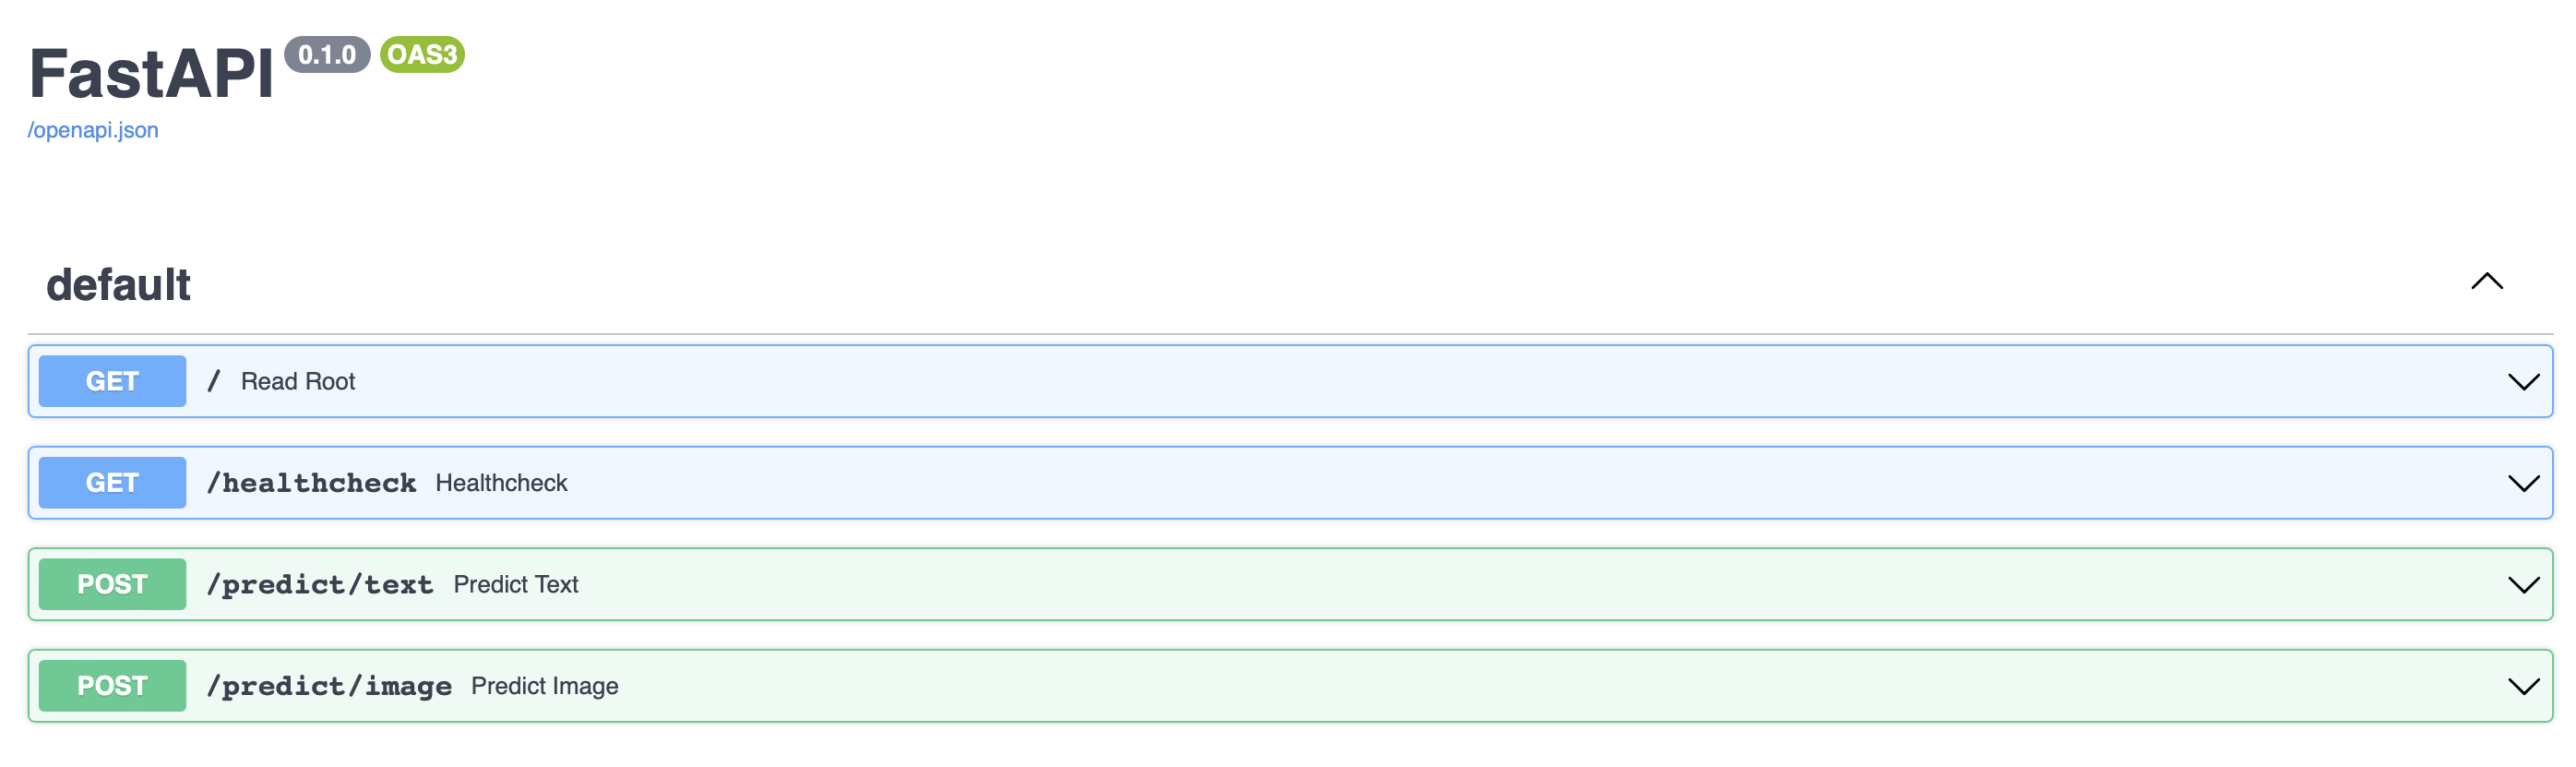 FastAPI 0.1.0 OAS3
/openapi.json
default
GET / Read Root
GET /healthcheck Healthcheck
POST /predict/text Predict Text
POST /predict/image Predict Image